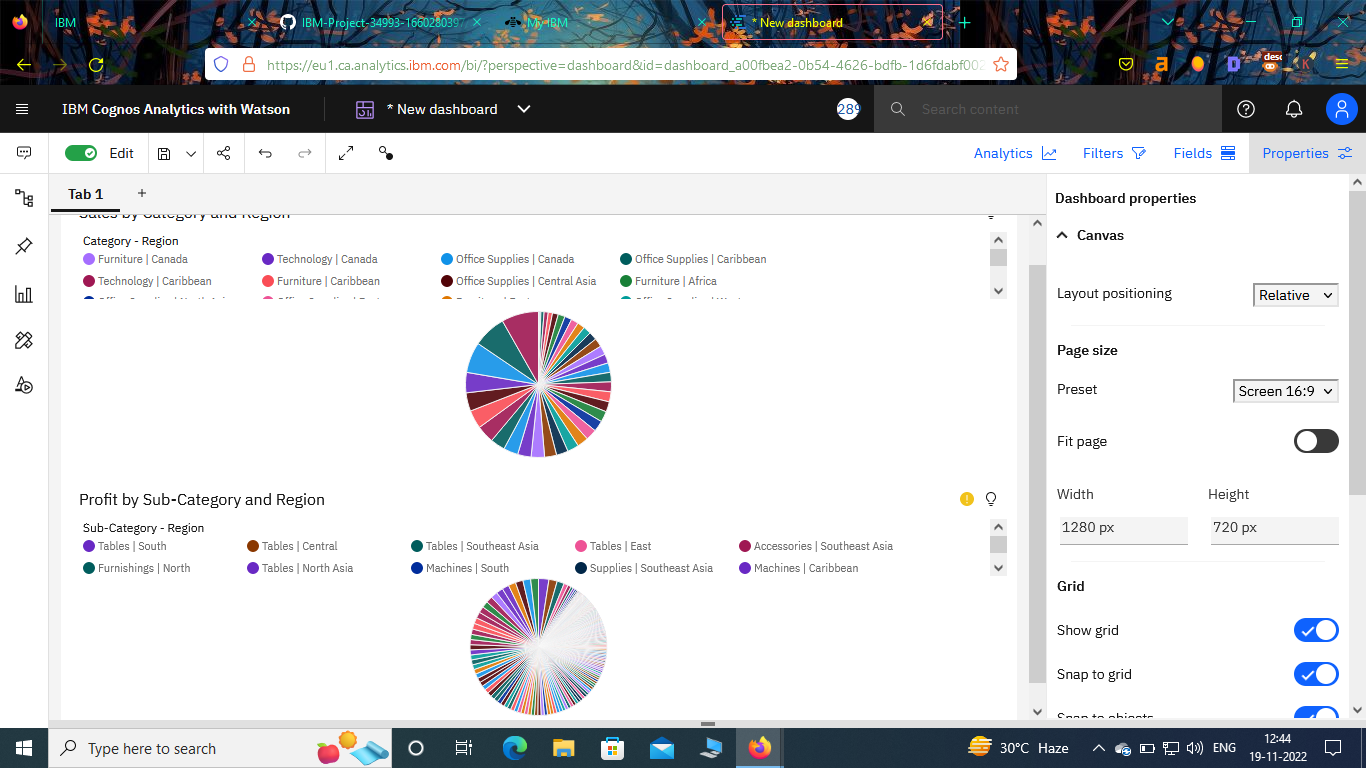 IBM
IBM-Project-34993-1660280397
My IBM
* New dashboard
https://eu1.ca.analytics.ibm.com/bi/?perspective=dashboard&id=dashboard_a00fbea2-0b54-4626-bdfb-1d6fdabf002
IBM Cognos Analytics with Watson
* New dashboard
289
Search content
Edit
Analytics
Filters
Fields
Properties
Tab 1
Sales by Category and Region
Category - Region
Furniture | Canada
Technology | Canada
Office Supplies | Canada
Office Supplies | Caribbean
Technology | Caribbean
Furniture | Caribbean
Office Supplies | Central Asia
Furniture | Africa
Profit by Sub-Category and Region
Sub-Category - Region
Tables | South
Tables | Central
Tables | Southeast Asia
Tables | East
Accessories | Southeast Asia
Furnishings | North
Tables | North Asia
Machines | South
Supplies | Southeast Asia
Machines | Caribbean
Dashboard properties
Canvas
Layout positioning
Relative
Page size
Preset
Screen 16:9
Fit page
Width
Height
1280 px
720 px
Grid
Show grid
Snap to grid
Snap to objects
Type here to search
30°C Haze
ENG
12:44
19-11-2022